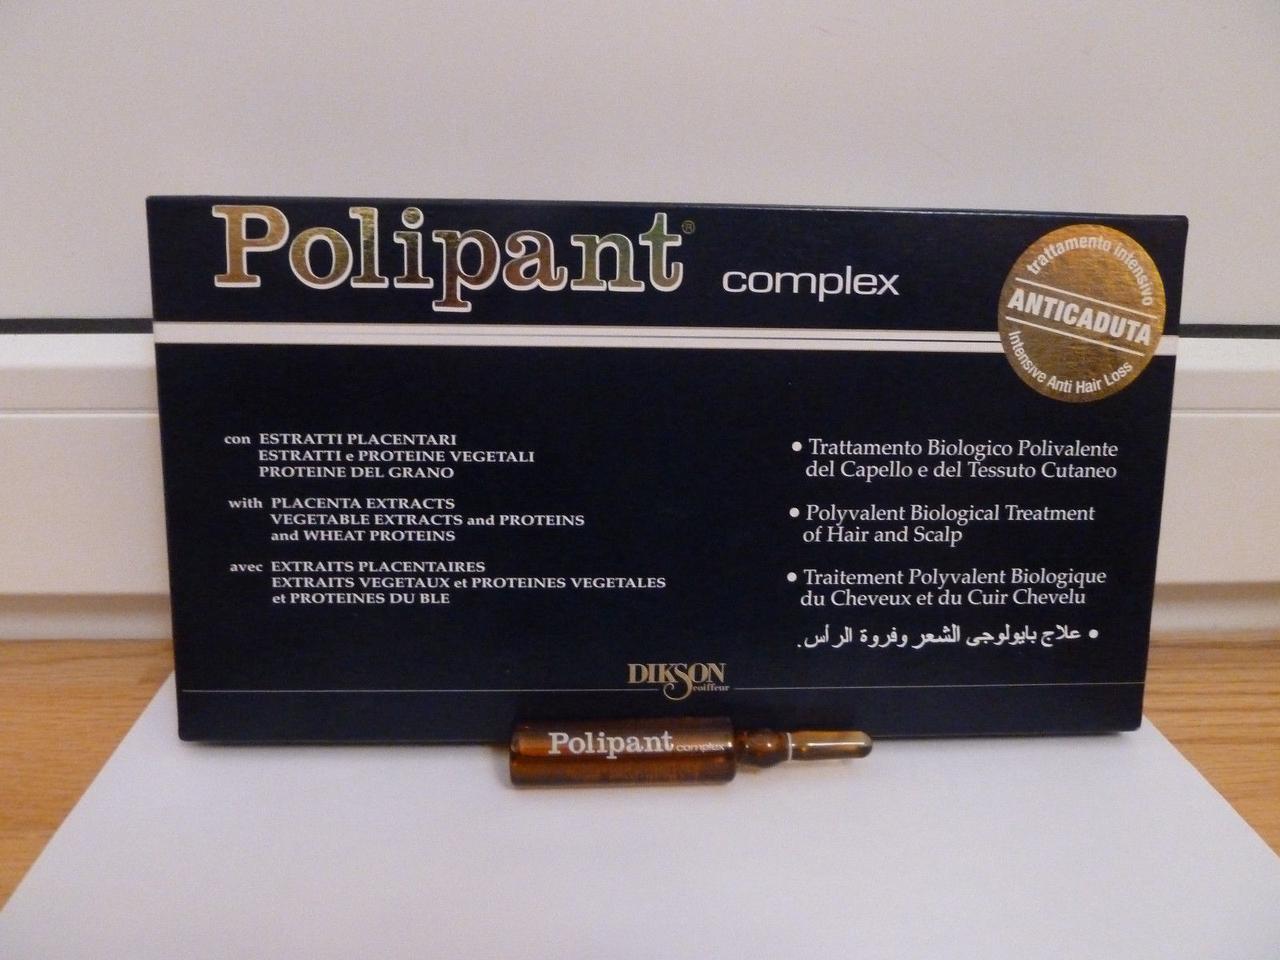 Polipant®
complex
trattamento intensivo
ANTICADUTA
Intensive Anti Hair Loss
con ESTRATTI PLACENTARI
ESTRATTI e PROTEINE VEGETALI
PROTEINE DEL GRANO
with PLACENTA EXTRACTS
VEGETABLE EXTRACTS and PROTEINS
and WHEAT PROTEINS
avec EXTRAITS PLACENTAIRES
EXTRAITS VEGETAUX et PROTEINES VEGETALES
et PROTEINES DU BLE
• Trattamento Biologico Polivalente
del Capello e del Tessuto Cutaneo
• Polyvalent Biological Treatment
of Hair and Scalp
• Traitement Polyvalent Biologique
du Cheveux et du Cuir Chevelu
• علاج بايولوجى الشعر وفروة الرأس.
DIKSON
coiffeur
Polipant complex